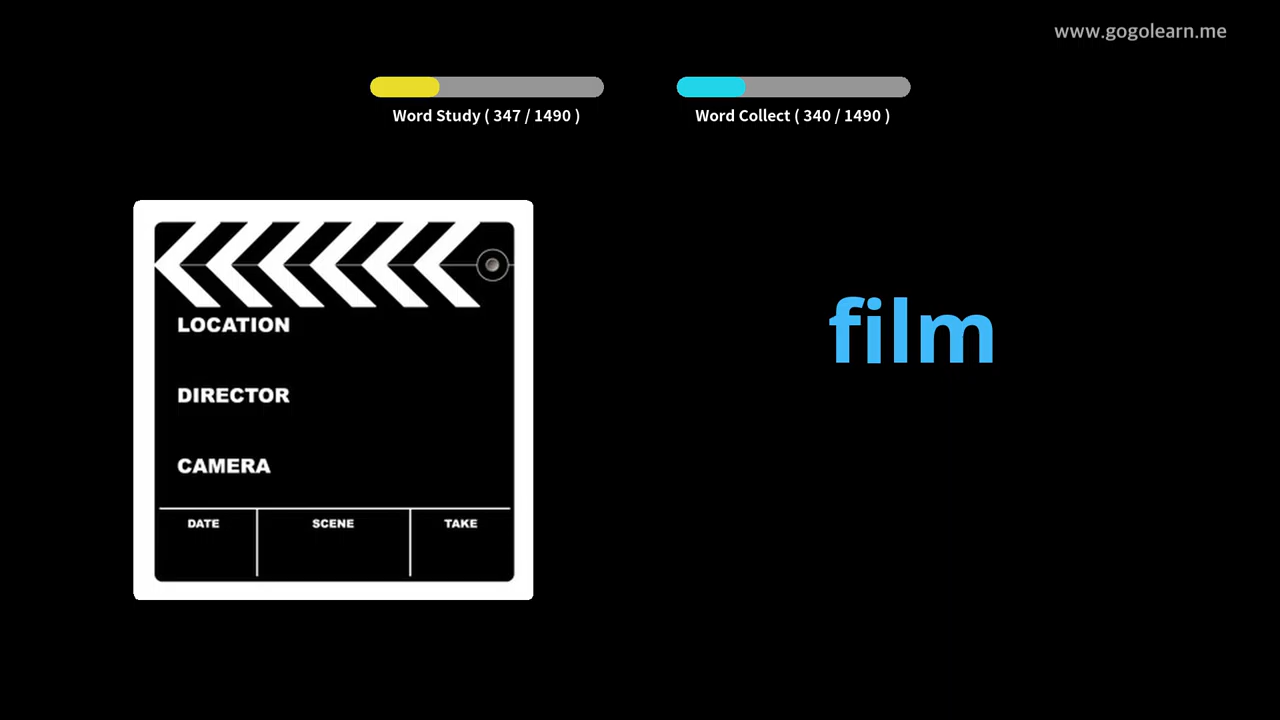 www.gogolearn.me
Word Study ( 347 / 1490 )
Word Collect ( 340 / 1490 )
LOCATION
DIRECTOR
CAMERA
DATE
SCENE
TAKE
film